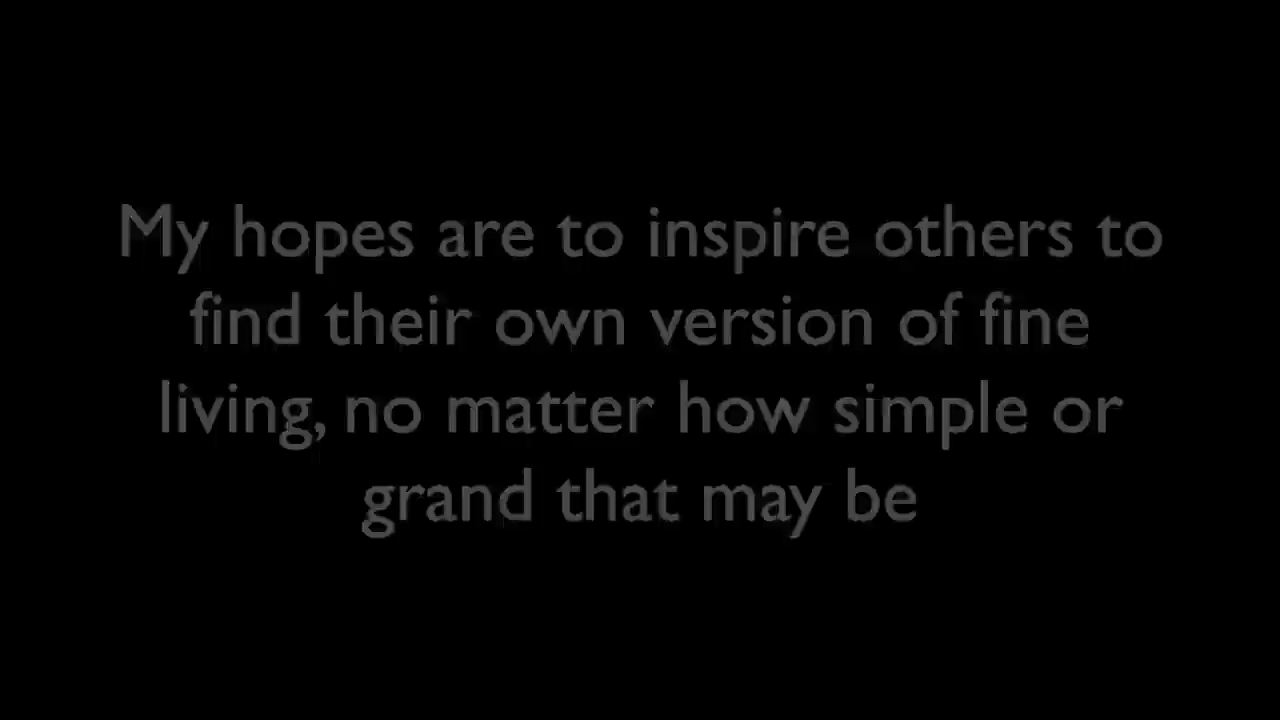 My hopes are to inspire others to
find their own version of fine
living, no matter how simple or
grand that may be